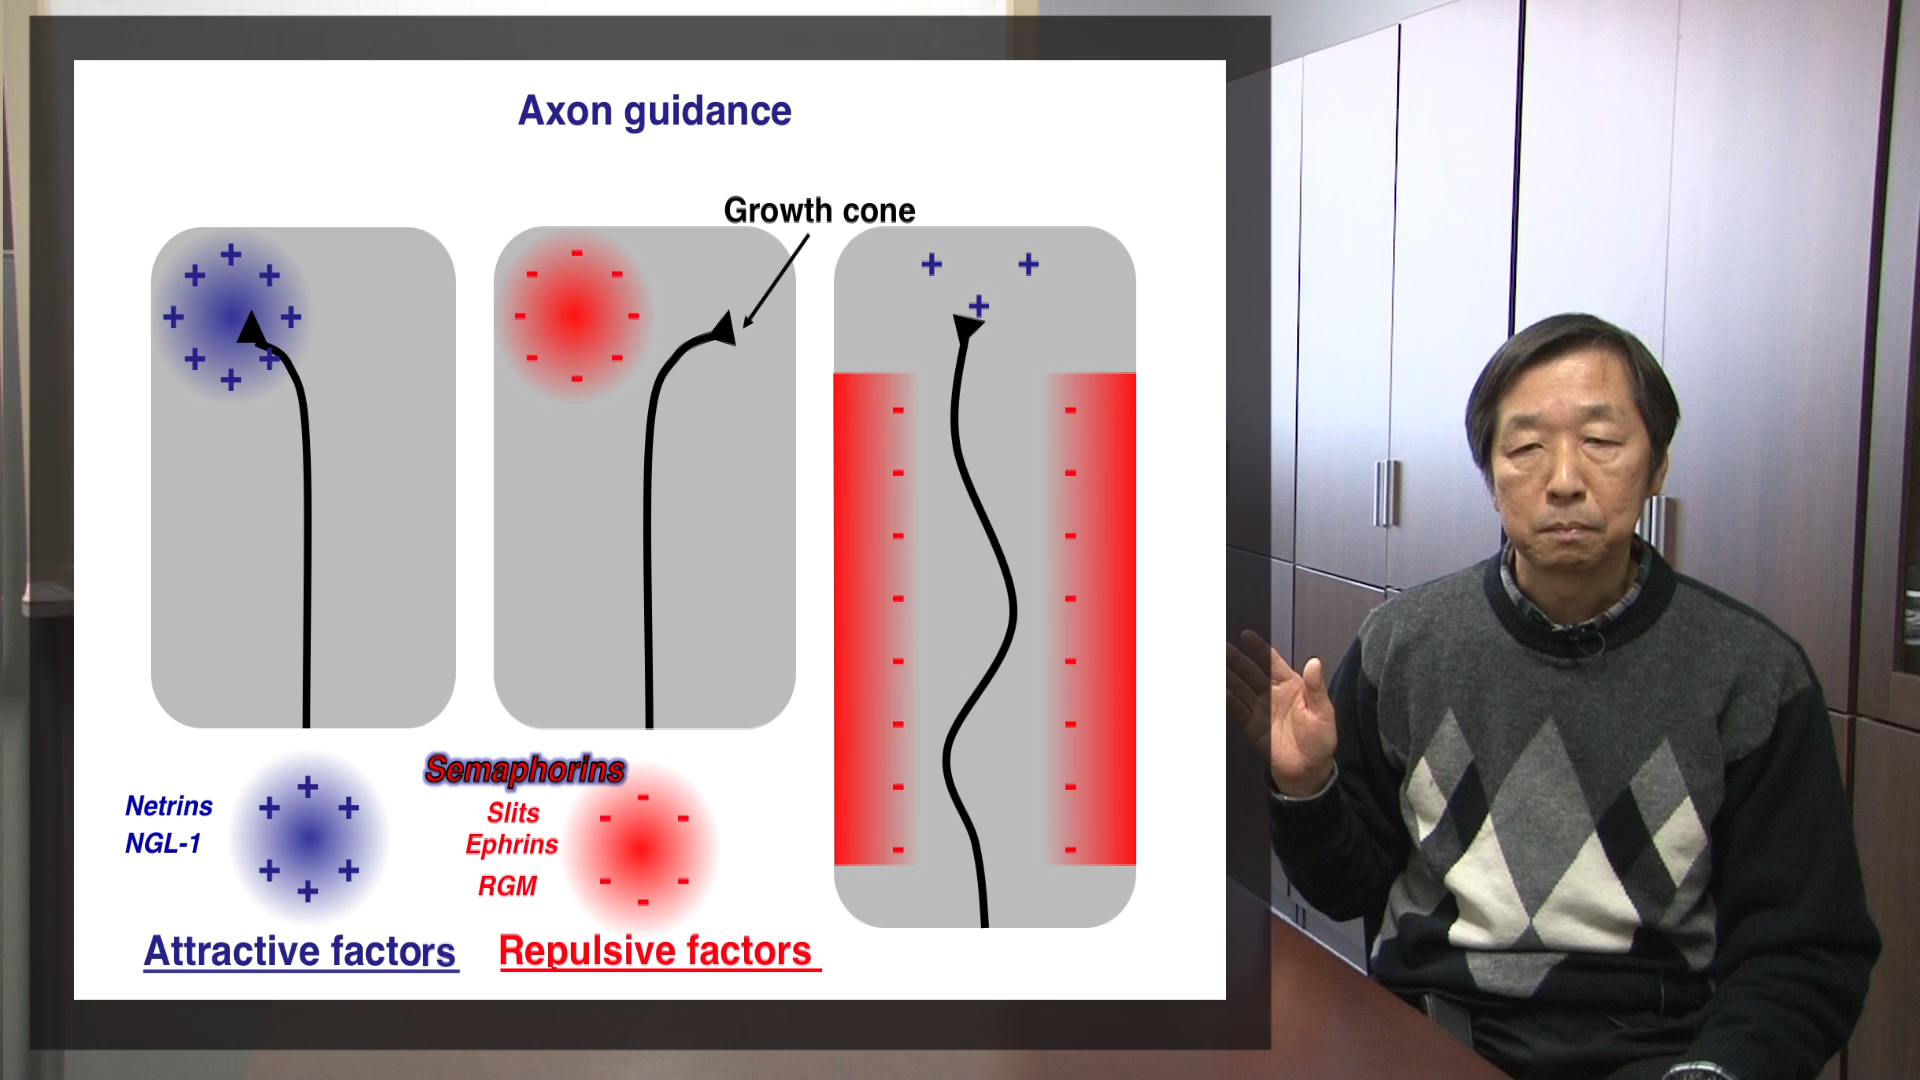 Axon guidance
Growth cone
Semaphorins
Netrins
Slits
NGL-1
Ephrins
RGM
Attractive factors
Repulsive factors